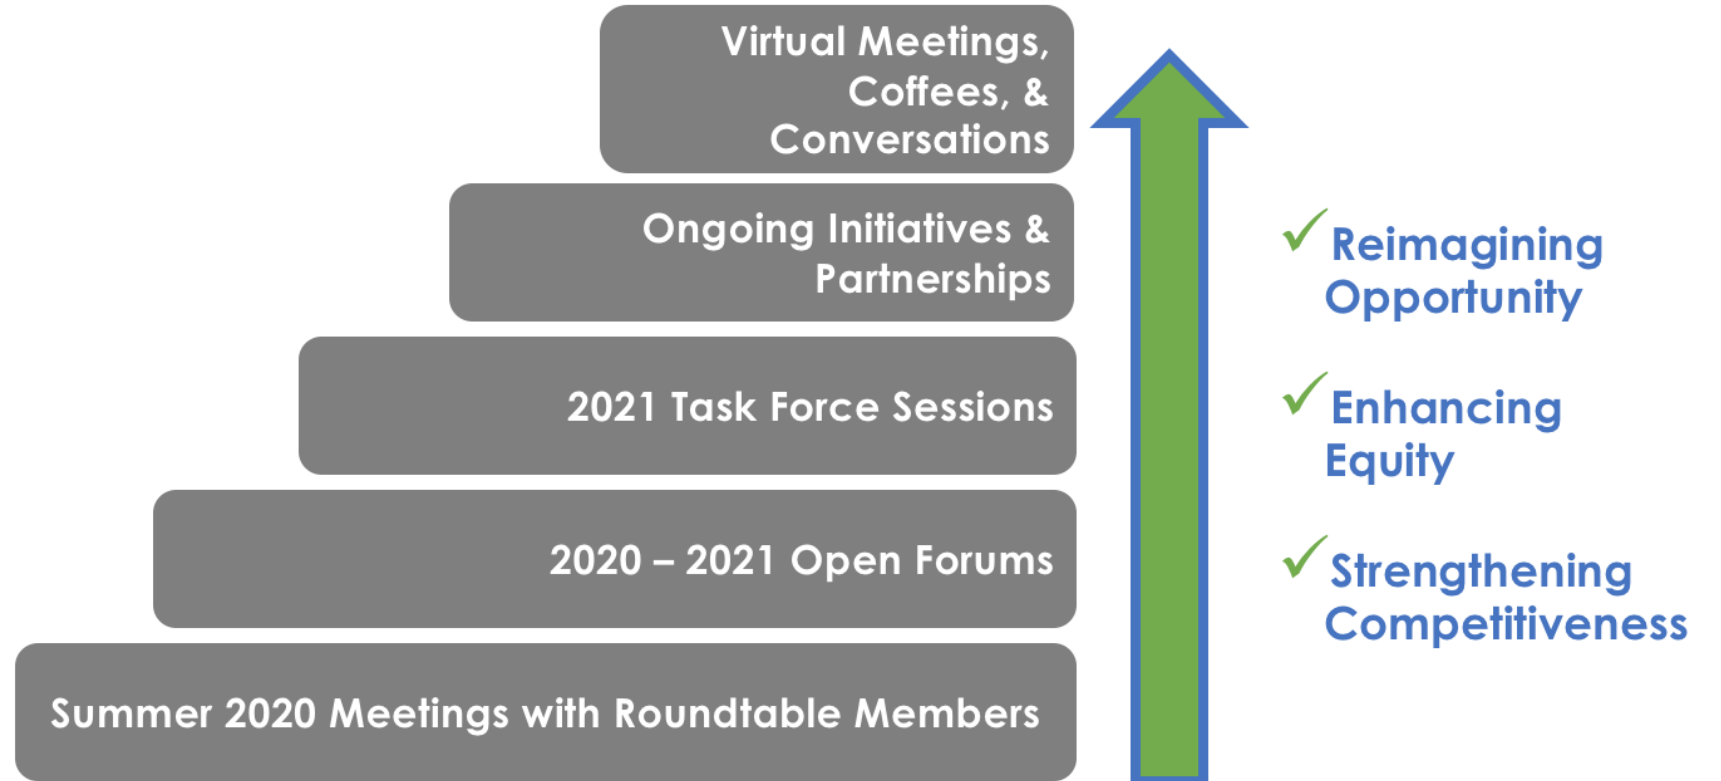 Virtual Meetings,
Coffees, &
Conversations
Ongoing Initiatives &
Partnerships
2021 Task Force Sessions
2020 – 2021 Open Forums
Summer 2020 Meetings with Roundtable Members
Reimagining
Opportunity
Enhancing
Equity
Strengthening
Competitiveness